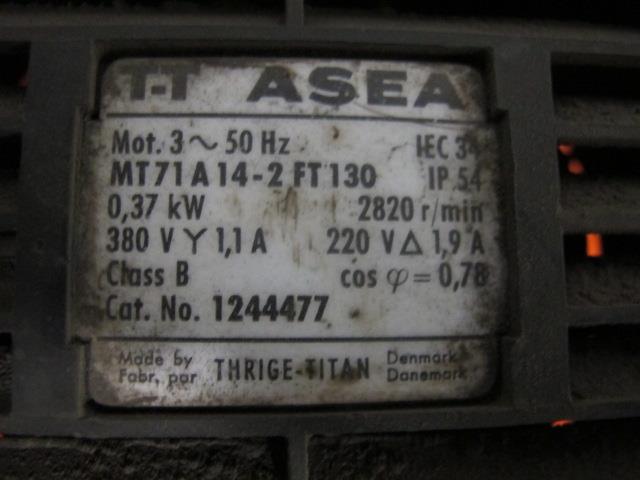 T-T ASEA
Mot. 3~50 Hz IEC 34
MT71A14-2 FT130 IP 54
0,37 kW 2820 r/min
380 V Y 1,1 A 220 V Δ 1,9 A
Class B cos φ = 0,78
Cat. No. 1244477
Made by THRIGE-TITAN Denmark
Fabr. par Danemark